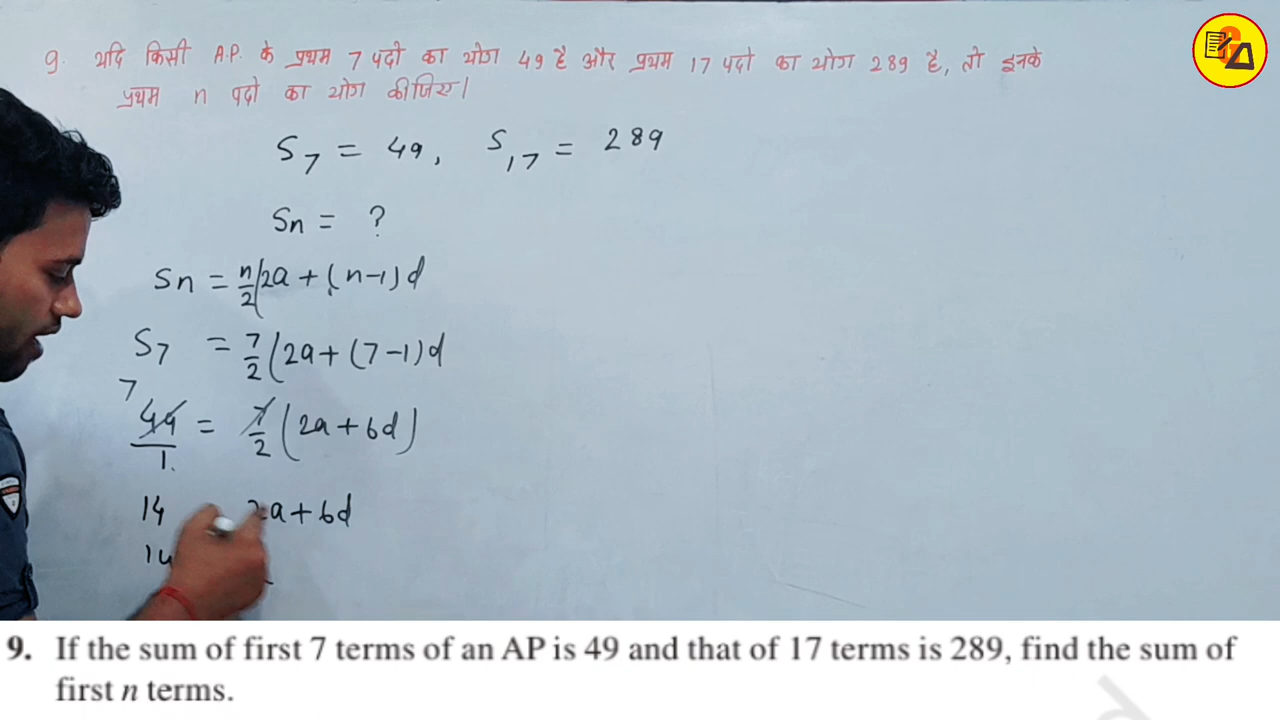 9. यदि किसी A.P. के प्रथम 7 पदो का योग 49 है और प्रथम 17 पदो का योग 289 है, तो इनके
प्रथम n पदो का योग कीजिए।
S₇ = 49, S₁₇ = 289
Sn = ?
Sn = n/2(2a + (n-1)d
S₇ = 7/2(2a + (7-1)d
7
49/1. = 7/2(2a + 6d)
14 2a + 6d
14
9. If the sum of first 7 terms of an AP is 49 and that of 17 terms is 289, find the sum of
first n terms.